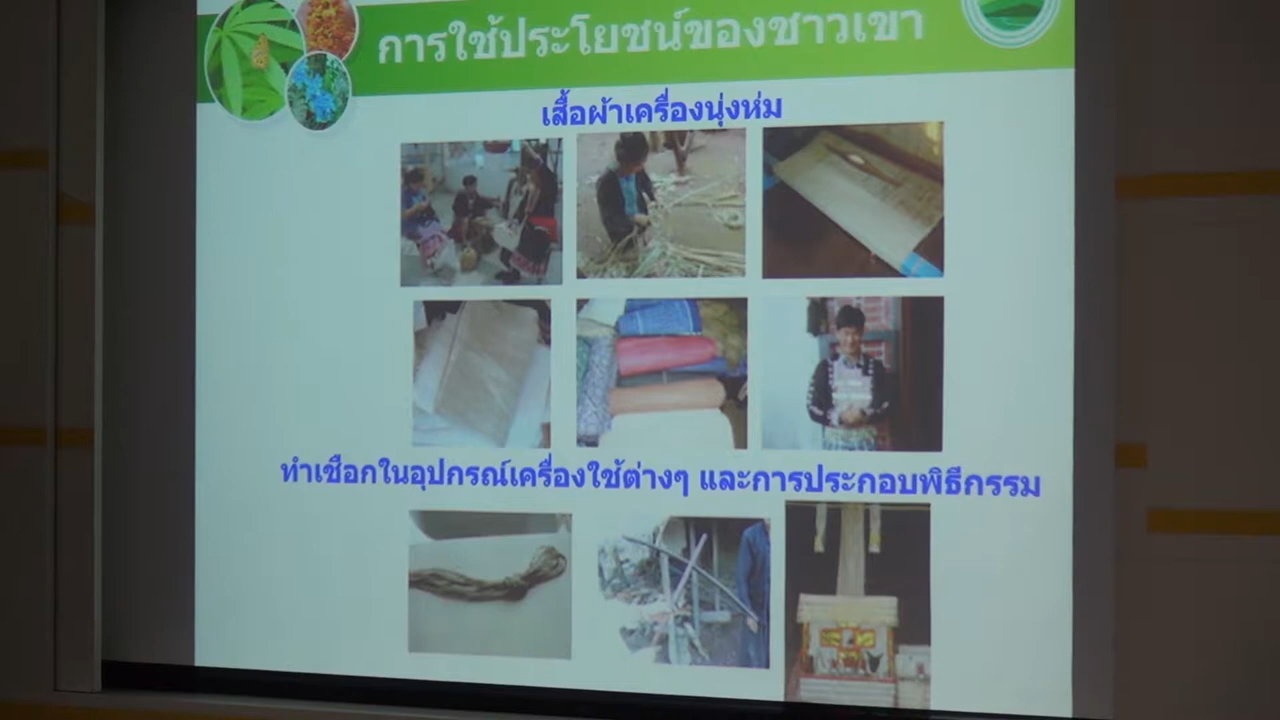 การใช้ประโยชน์ของชาวเขา
เสื้อผ้าเครื่องนุ่งห่ม
ทำเชือกในอุปกรณ์เครื่องใช้ต่างๆ และการประกอบพิธีกรรม